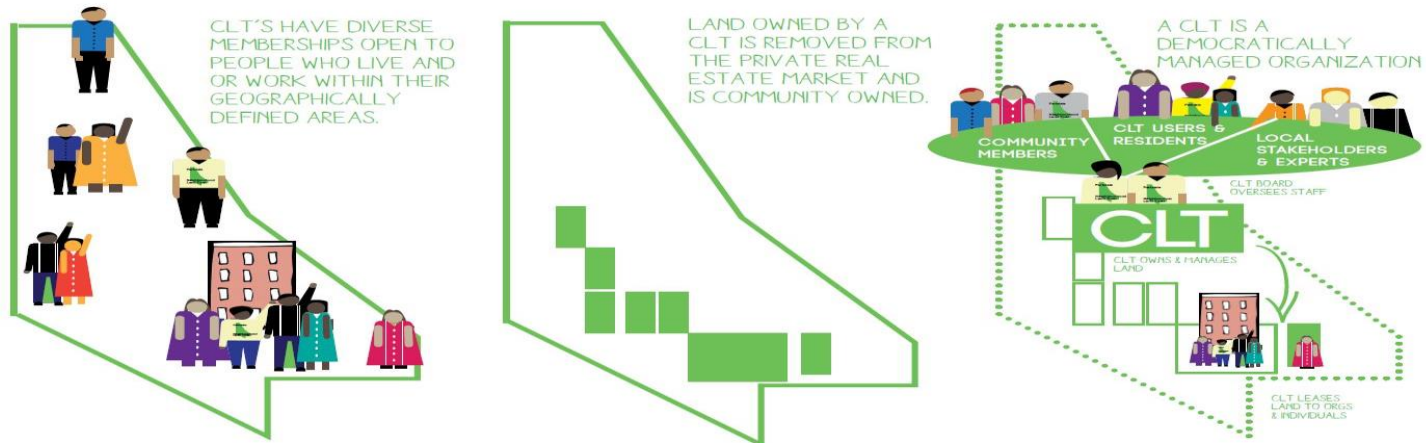 CLT'S HAVE DIVERSE
MEMBERSHIPS OPEN TO
PEOPLE WHO LIVE AND
OR WORK WITHIN THEIR
GEOGRAPHICALLY
DEFINED AREAS.
LAND OWNED BY A
CLT IS REMOVED FROM
THE PRIVATE REAL
ESTATE MARKET AND
IS COMMUNITY OWNED.
A CLT IS A
DEMOCRATICALLY
MANAGED ORGANIZATION
COMMUNITY
MEMBERS
CLT USERS &
RESIDENTS
LOCAL
STAKEHOLDERS
& EXPERTS
CLT BOARD
OVERSEES STAFF
CLT
CLT OWNS & MANAGES
LAND
CLT LEASES
LAND TO ORGS
& INDIVIDUALS